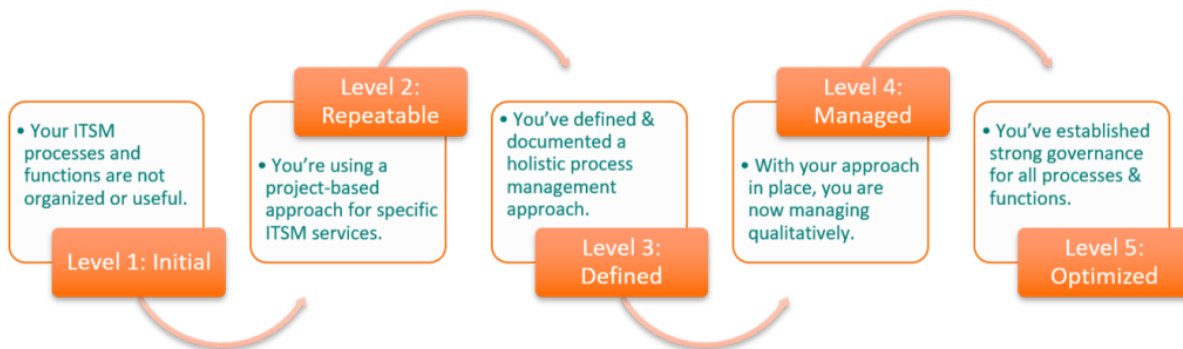 • Your ITSM
processes and
functions are not
organized or useful.
Level 1: Initial
Level 2:
Repeatable
• You're using a
project-based
approach for specific
ITSM services.
• You've defined &
documented a
holistic process
management
approach.
Level 3:
Defined
Level 4:
Managed
• With your approach
in place, you are
now managing
qualitatively.
• You've established
strong governance
for all processes &
functions.
Level 5:
Optimized